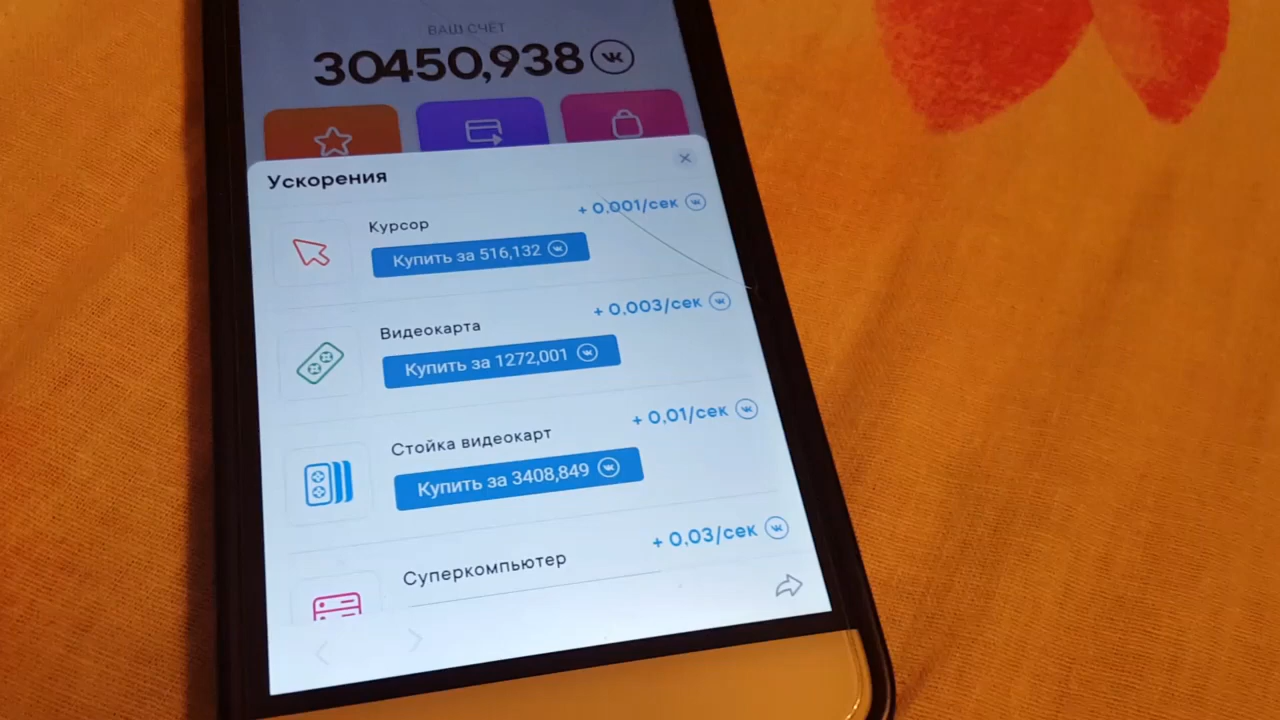 ВАШ СЧЁТ
30450,938
Ускорения
Курсор
+ 0,001/сек
Купить за 516,132
Видеокарта
+ 0,003/сек
Купить за 1272,001
Стойка видеокарт
+ 0,01/сек
Купить за 3408,849
Суперкомпьютер
+ 0,03/сек